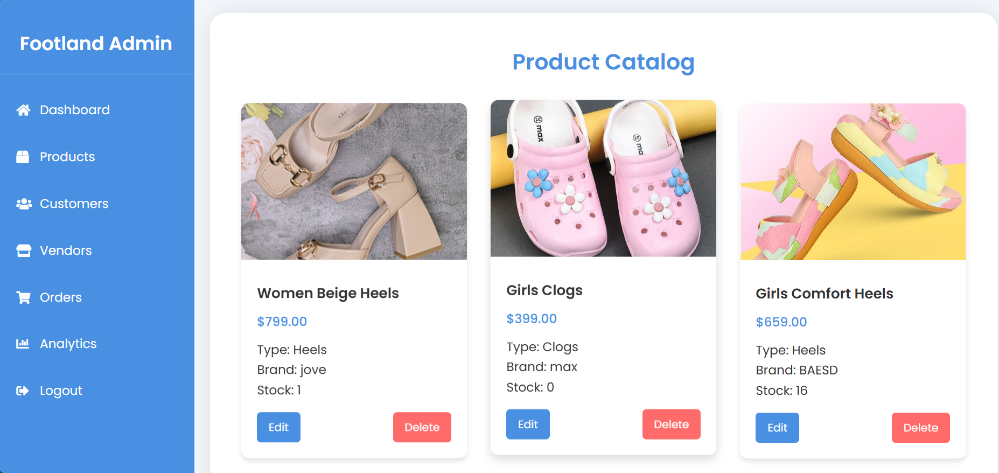 Footland Admin
Dashboard
Products
Customers
Vendors
Orders
Analytics
Logout
Product Catalog
Women Beige Heels
$799.00
Type: Heels
Brand: jove
Stock: 1
Edit
Delete
31
max
31
ma
Girls Clogs
$399.00
Type: Clogs
Brand: max
Stock: 0
Edit
Delete
Girls Comfort Heels
$659.00
Type: Heels
Brand: BAESD
Stock: 16
Edit
Delete